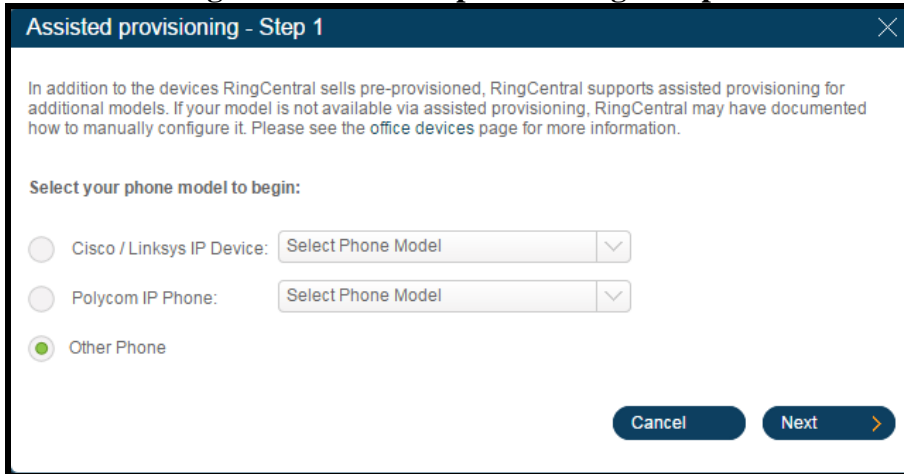 Assisted provisioning - Step 1
In addition to the devices RingCentral sells pre-provisioned, RingCentral supports assisted provisioning for
additional models. If your model is not available via assisted provisioning, RingCentral may have documented
how to manually configure it. Please see the office devices page for more information.
Select your phone model to begin:
Cisco / Linksys IP Device: Select Phone Model
Polycom IP Phone: Select Phone Model
Other Phone
Cancel Next